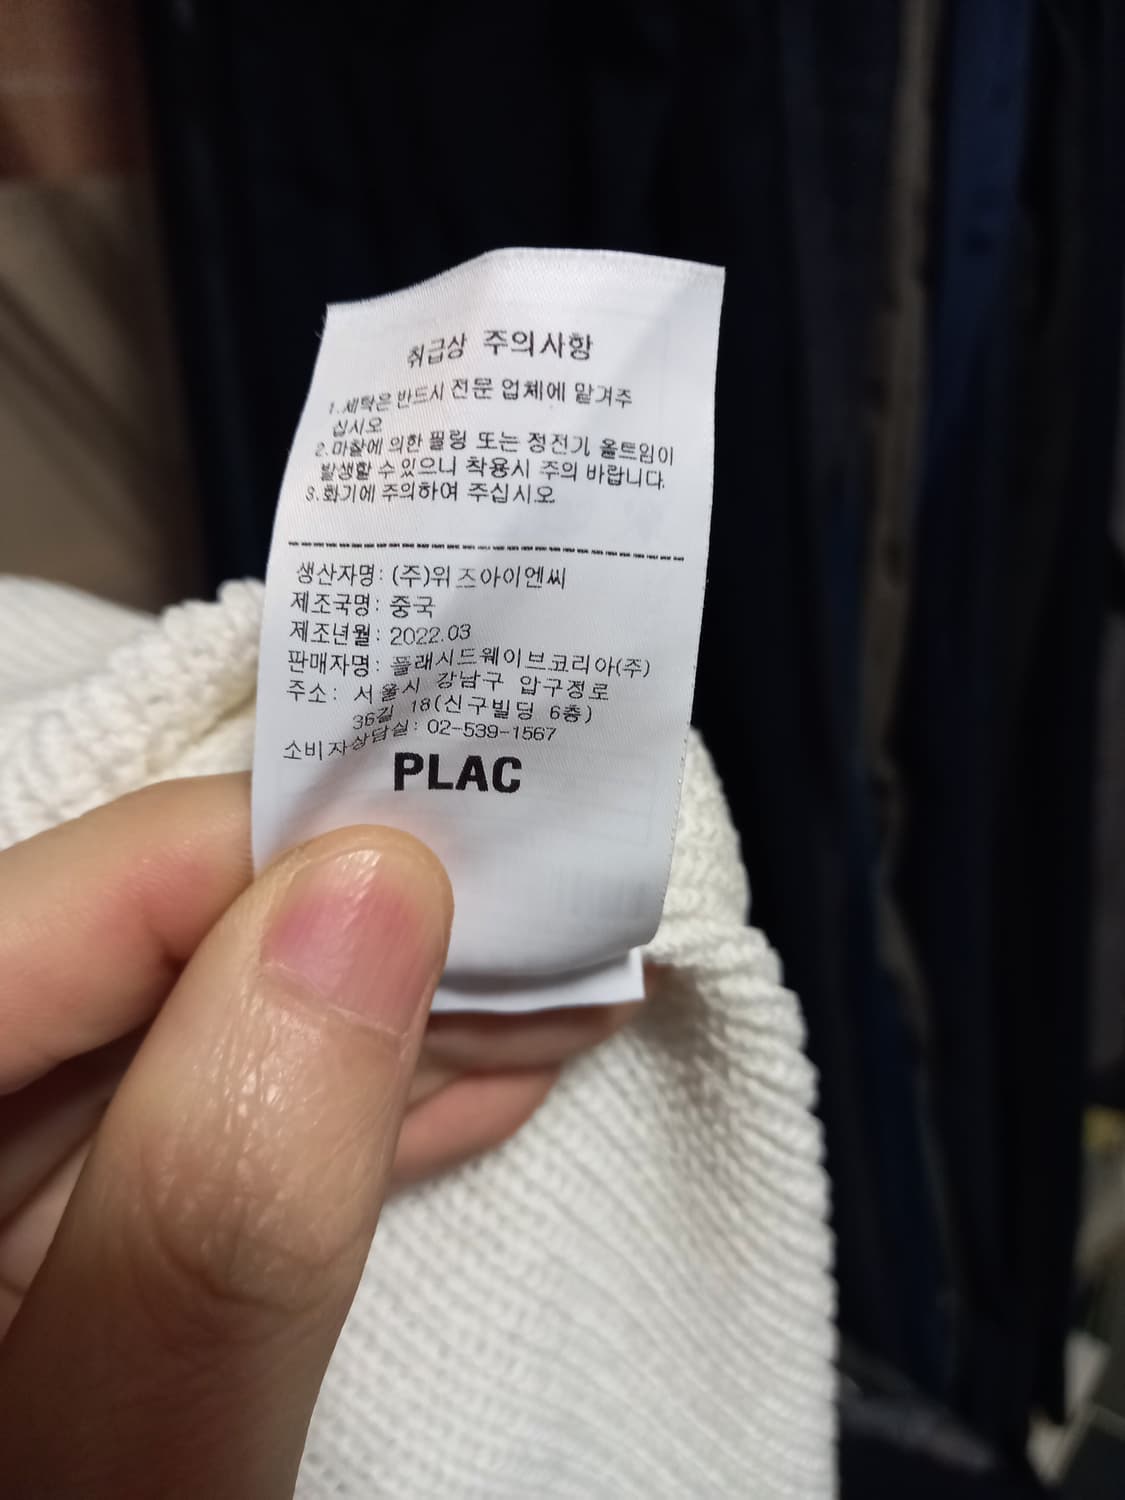 취급상 주의사항
1.세탁은 반드시 전문 업체에 맡겨주
십시오
2.마찰에 의한 필링 또는 정전기, 올트임이
발생할 수 있으니 착용시 주의 바랍니다.
3.화기에 주의하여 주십시오
생산자명: (주)위즈아이엔씨
제조국명: 중국
제조년월: 2022.03
판매자명: 플래시드웨이브코리아(주)
주소: 서울시 강남구 압구정로
36길 18(신구빌딩 6층)
소비자상담실: 02-539-1567
PLAC